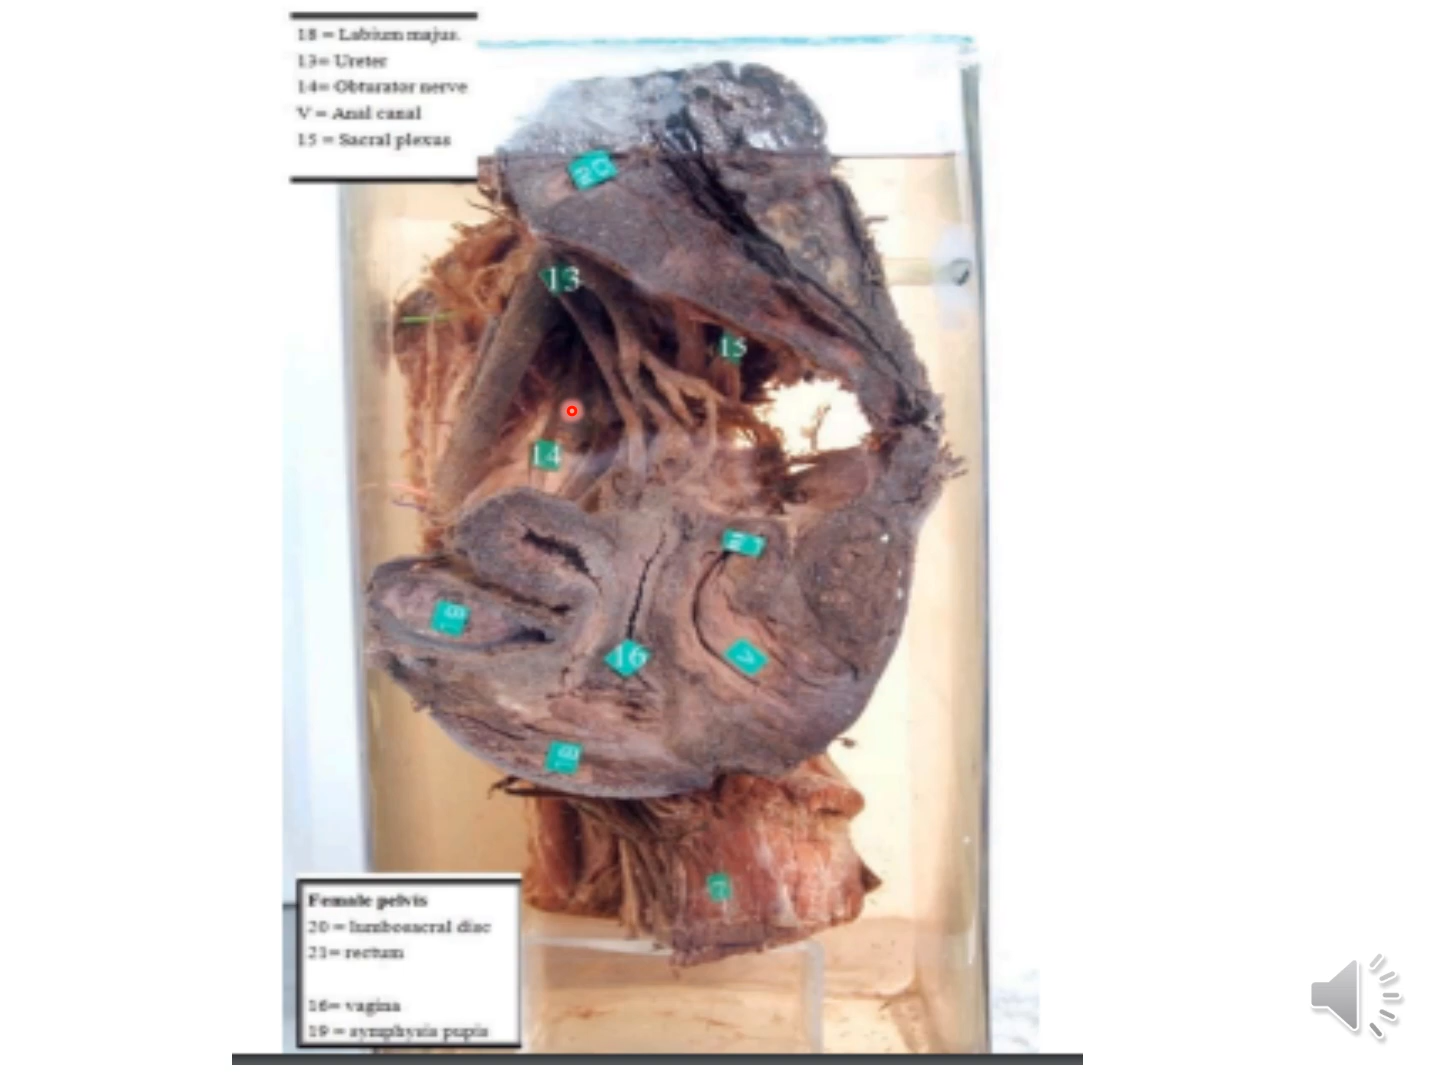 18 = Labium majus.
13= Ureter
14= Obturator nerve
V = Anal canal
15 = Sacral plexus
20
13
15
14
21
16
V
Female pelvis
20 = lumbosacral disc
21= rectum
16= vagina
19 = symphysis pupis